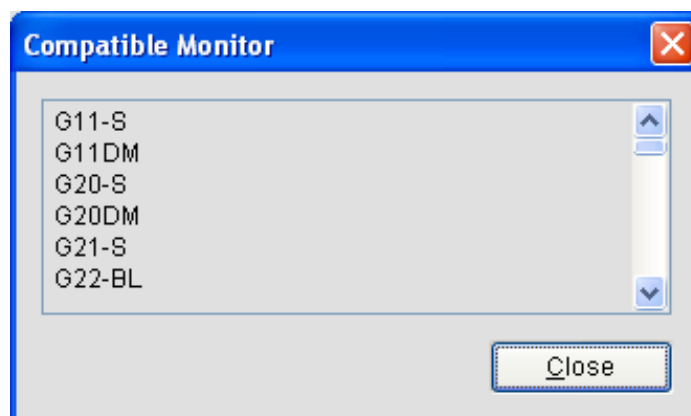 Compatible Monitor
G11-S
G11DM
G20-S
G20DM
G21-S
G22-BL
Close